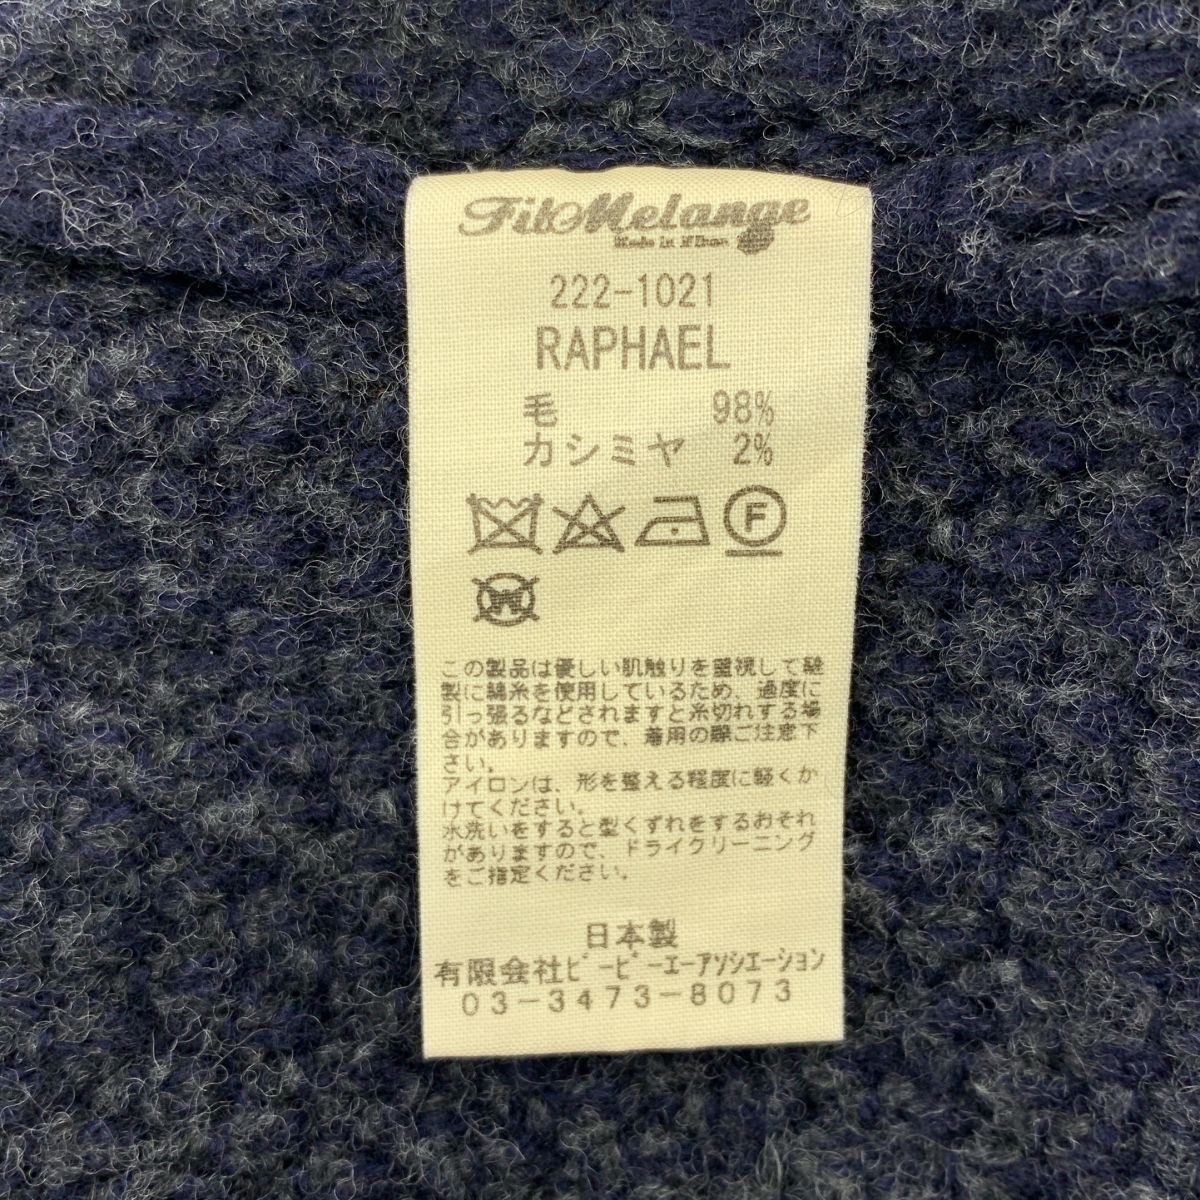 FilMelange
222-1021
RAPHAEL
毛 98%
カシミヤ 2%
F
W
この製品は優しい肌触りを重視して縫
製に綿糸を使用しているため、過度に
引っ張るなどされますと糸切れする場
合がありますので、着用の際ご注意下
さい。
アイロンは、形を整える程度に軽くか
けてください。
水洗いをすると型くずれをするおそれ
がありますので、ドライクリーニング
をご指定ください。
日本製
有限会社ビーピーエーアソシエーション
03-3473-8073